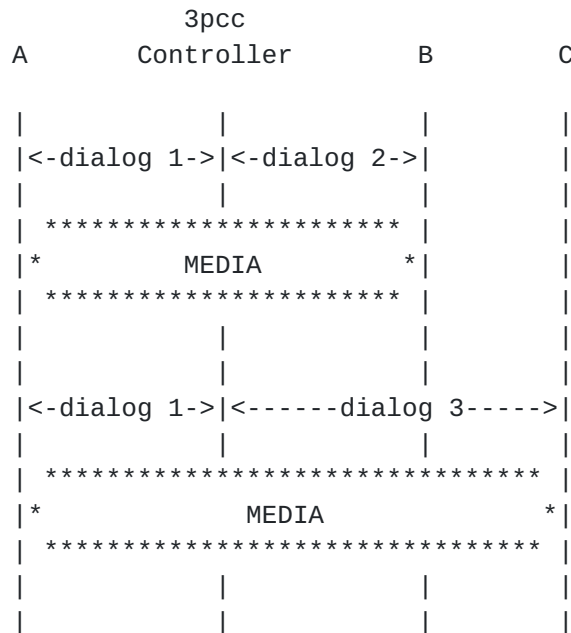 3pcc
A Controller B C
| | | |
|<-dialog 1->|<-dialog 2->| |
| | | |
| *********************** | |
|* MEDIA *| |
| *********************** | |
| | | |
| | | |
|<-dialog 1->|<------dialog 3----->|
| | | |
| ******************************** |
|* MEDIA *|
| ******************************** |
| | | |
| | | |